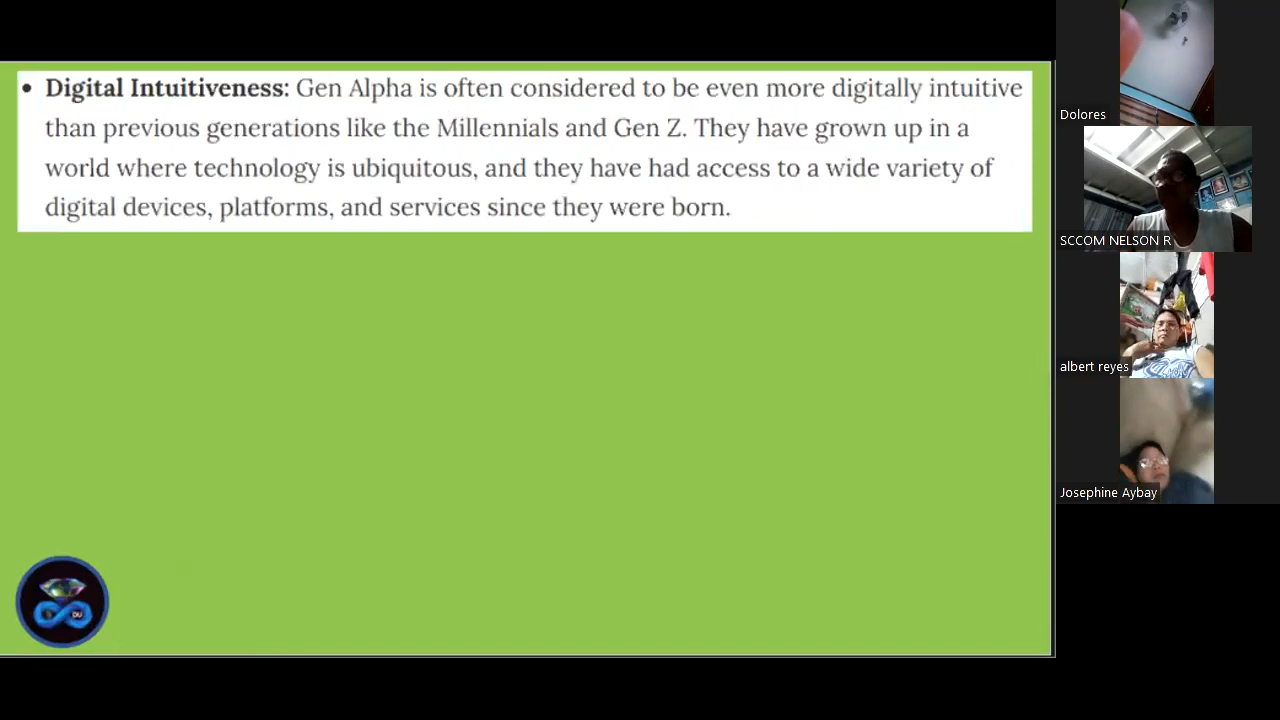 • Digital Intuitiveness: Gen Alpha is often considered to be even more digitally intuitive
than previous generations like the Millennials and Gen Z. They have grown up in a
world where technology is ubiquitous, and they have had access to a wide variety of
digital devices, platforms, and services since they were born.
DU
Dolores
SCCOM NELSON R
albert reyes
Josephine Aybay